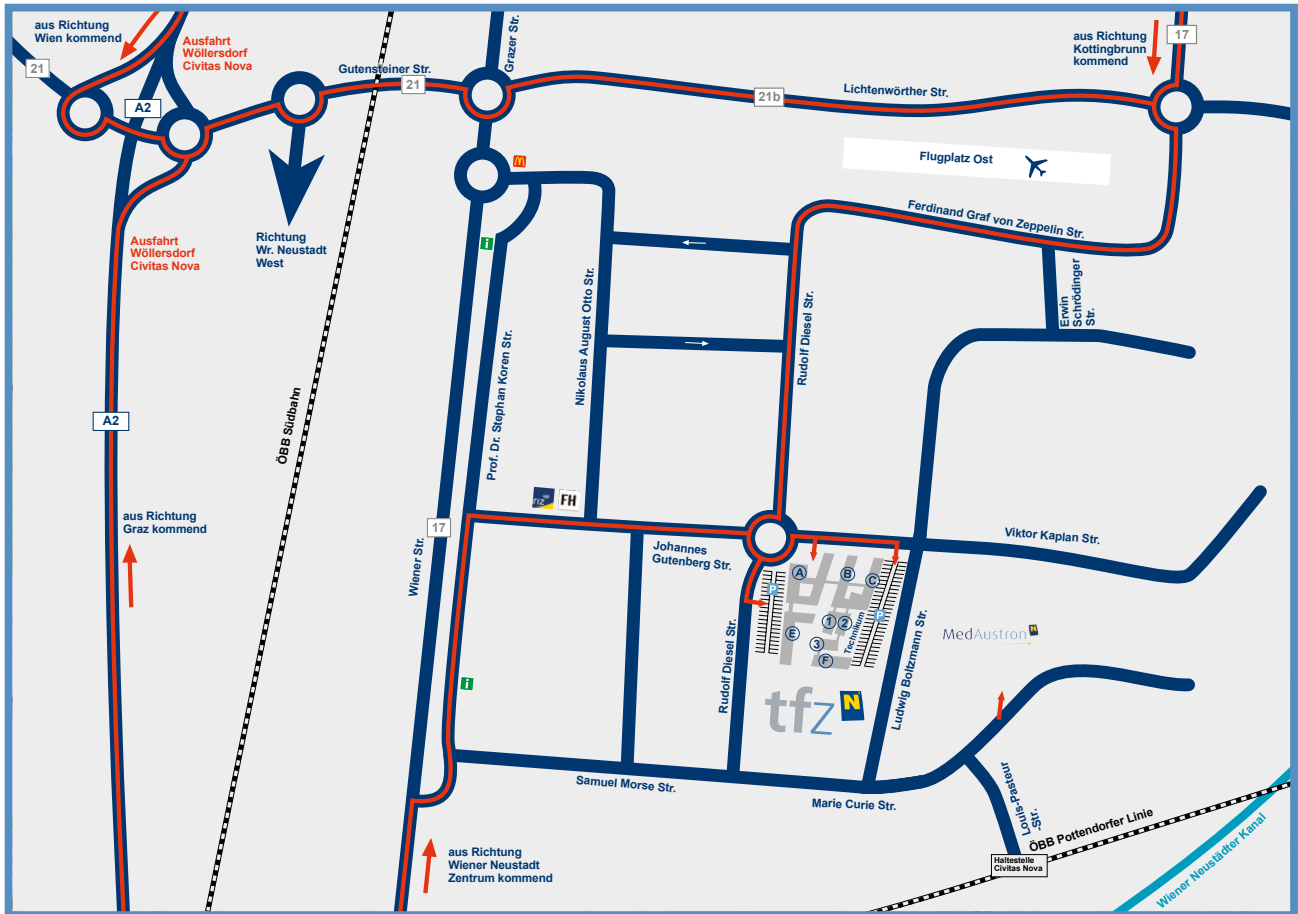 aus Richtung
Wien kommend
Ausfahrt
Wöllersdorf
Civitas Nova
21
A2
Gutensteiner Str.
21
Grazer Str.
21b
Lichtenwörther Str.
aus Richtung
Kottingbrunn
kommend
17
Flugplatz Ost
Ferdinand Graf von Zeppelin Str.
Ausfahrt
Wöllersdorf
Civitas Nova
Richtung
Wr. Neustadt
West
i
Erwin
Schrödinger
Str.
Nikolaus August Otto Str.
Rudolf Diesel Str.
Prof. Dr. Stephan Koren Str.
ÖBB Südbahn
A2
aus Richtung
Graz kommend
17
Wiener Str.
FH
Johannes
Gutenberg Str.
Viktor Kaplan Str.
A
B
C
P
P
1
2
3
E
F
Technikum
Rudolf Diesel Str.
Ludwig Boltzmann Str.
MedAustron N
i
tfz N
Samuel Morse Str.
Marie Curie Str.
Louis-Pasteur
-Str.
ÖBB Pottendorfer Linie
Haltestelle
Civitas Nova
Wiener Neustädter Kanal
aus Richtung
Wiener Neustadt
Zentrum kommend